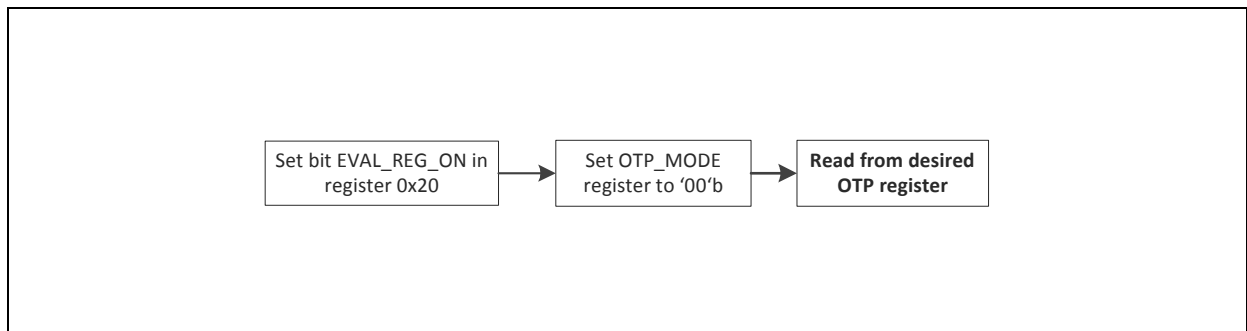 Set bit EVAL_REG_ON in
register 0x20
Set OTP_MODE
register to ‘00‘b
Read from desired
OTP register